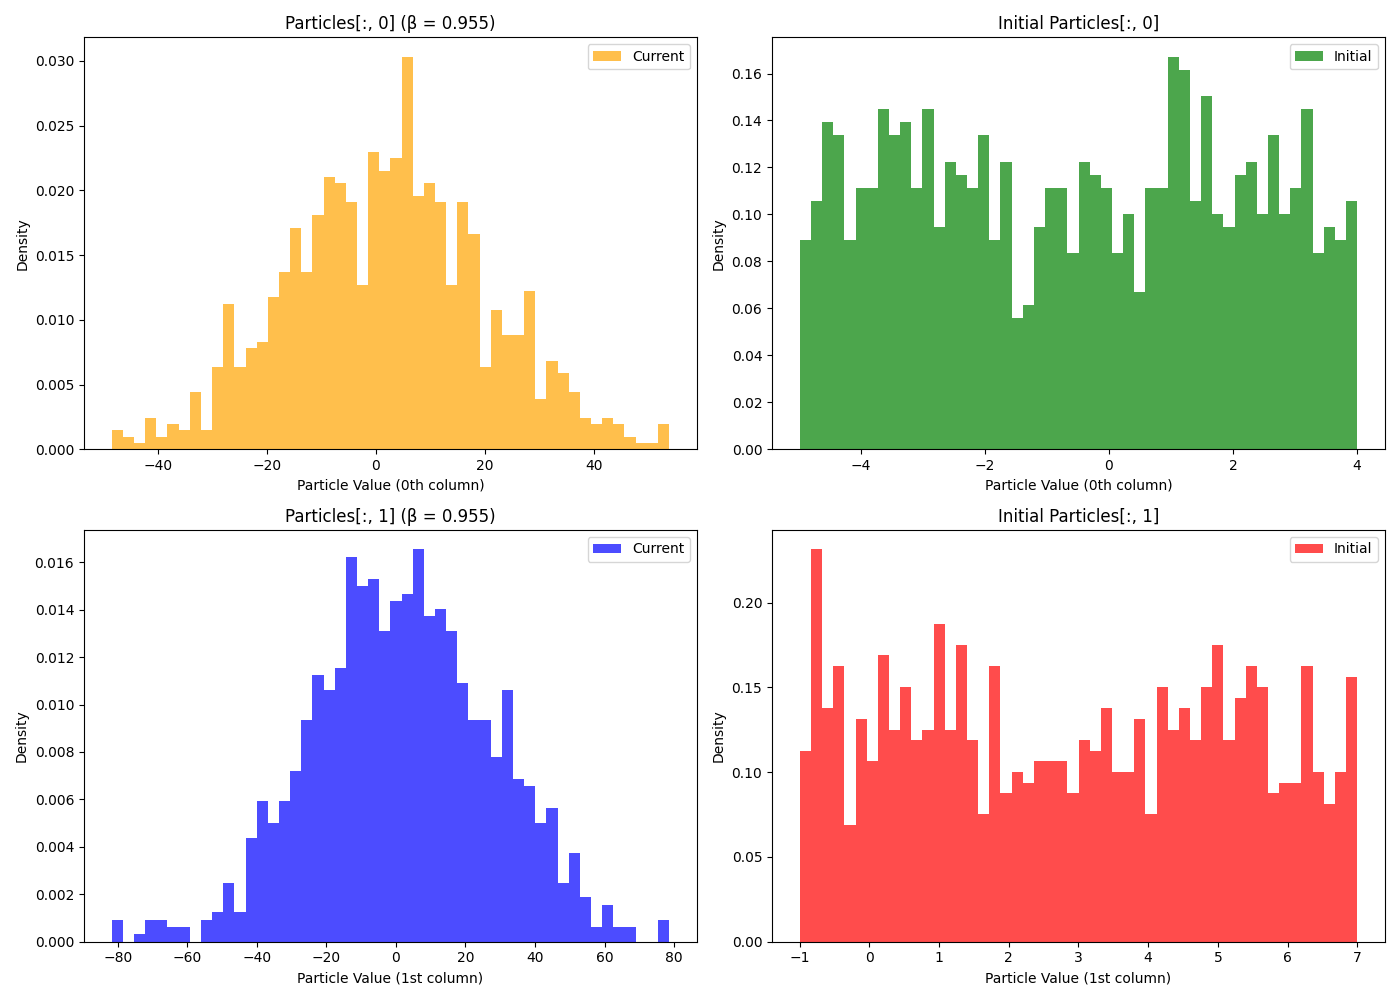 Particles[:, 0] (β = 0.955)
Current
Density
0.030
0.025
0.020
0.015
0.010
0.005
0.000
−40 −20 0 20 40
Particle Value (0th column)
Initial Particles[:, 0]
Initial
Density
0.16
0.14
0.12
0.10
0.08
0.06
0.04
0.02
0.00
−4 −2 0 2 4
Particle Value (0th column)
Particles[:, 1] (β = 0.955)
Current
Density
0.016
0.014
0.012
0.010
0.008
0.006
0.004
0.002
0.000
−80 −60 −40 −20 0 20 40 60 80
Particle Value (1st column)
Initial Particles[:, 1]
Initial
Density
0.20
0.15
0.10
0.05
0.00
−1 0 1 2 3 4 5 6 7
Particle Value (1st column)